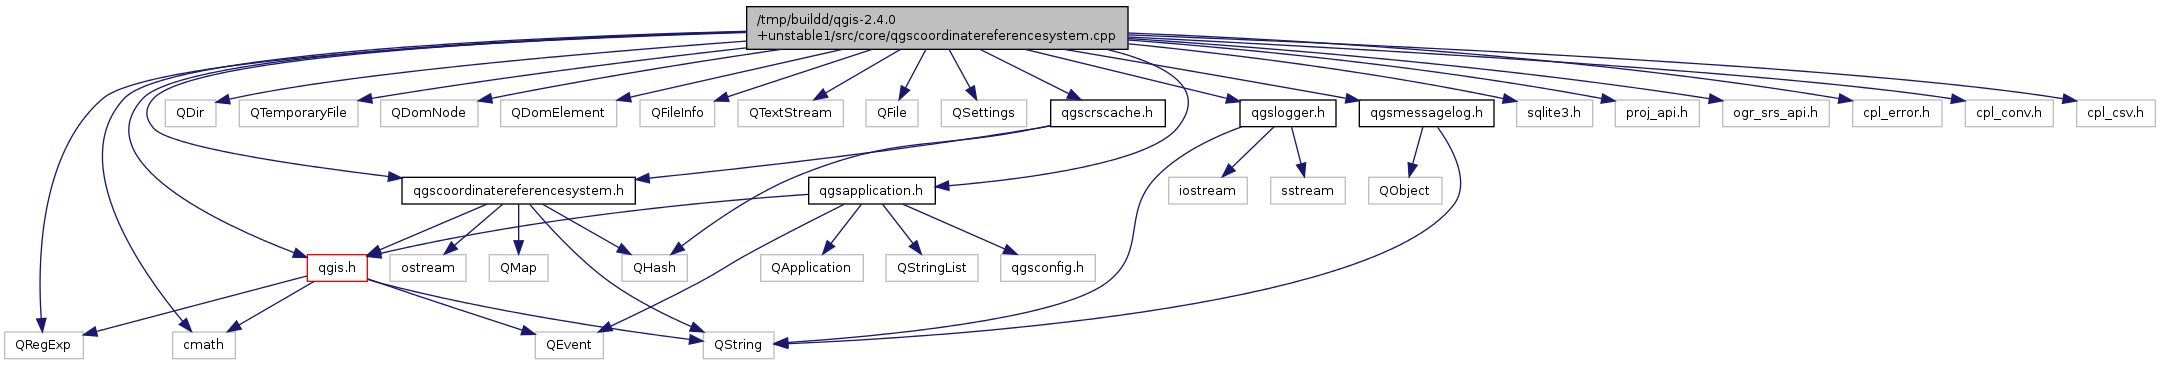 /tmp/buildd/qgis-2.4.0
+unstable1/src/core/qgscoordinatereferencesystem.cpp
QDir
QTemporaryFile
QDomNode
QDomElement
QFileInfo
QTextStream
QFile
QSettings
qgscrscache.h
qgslogger.h
qgsmessagelog.h
sqlite3.h
proj_api.h
ogr_srs_api.h
cpl_error.h
cpl_conv.h
cpl_csv.h
qgscoordinatereferencesystem.h
qgsapplication.h
iostream
sstream
QObject
qgis.h
ostream
QMap
QHash
QApplication
QStringList
qgsconfig.h
QRegExp
cmath
QEvent
QString